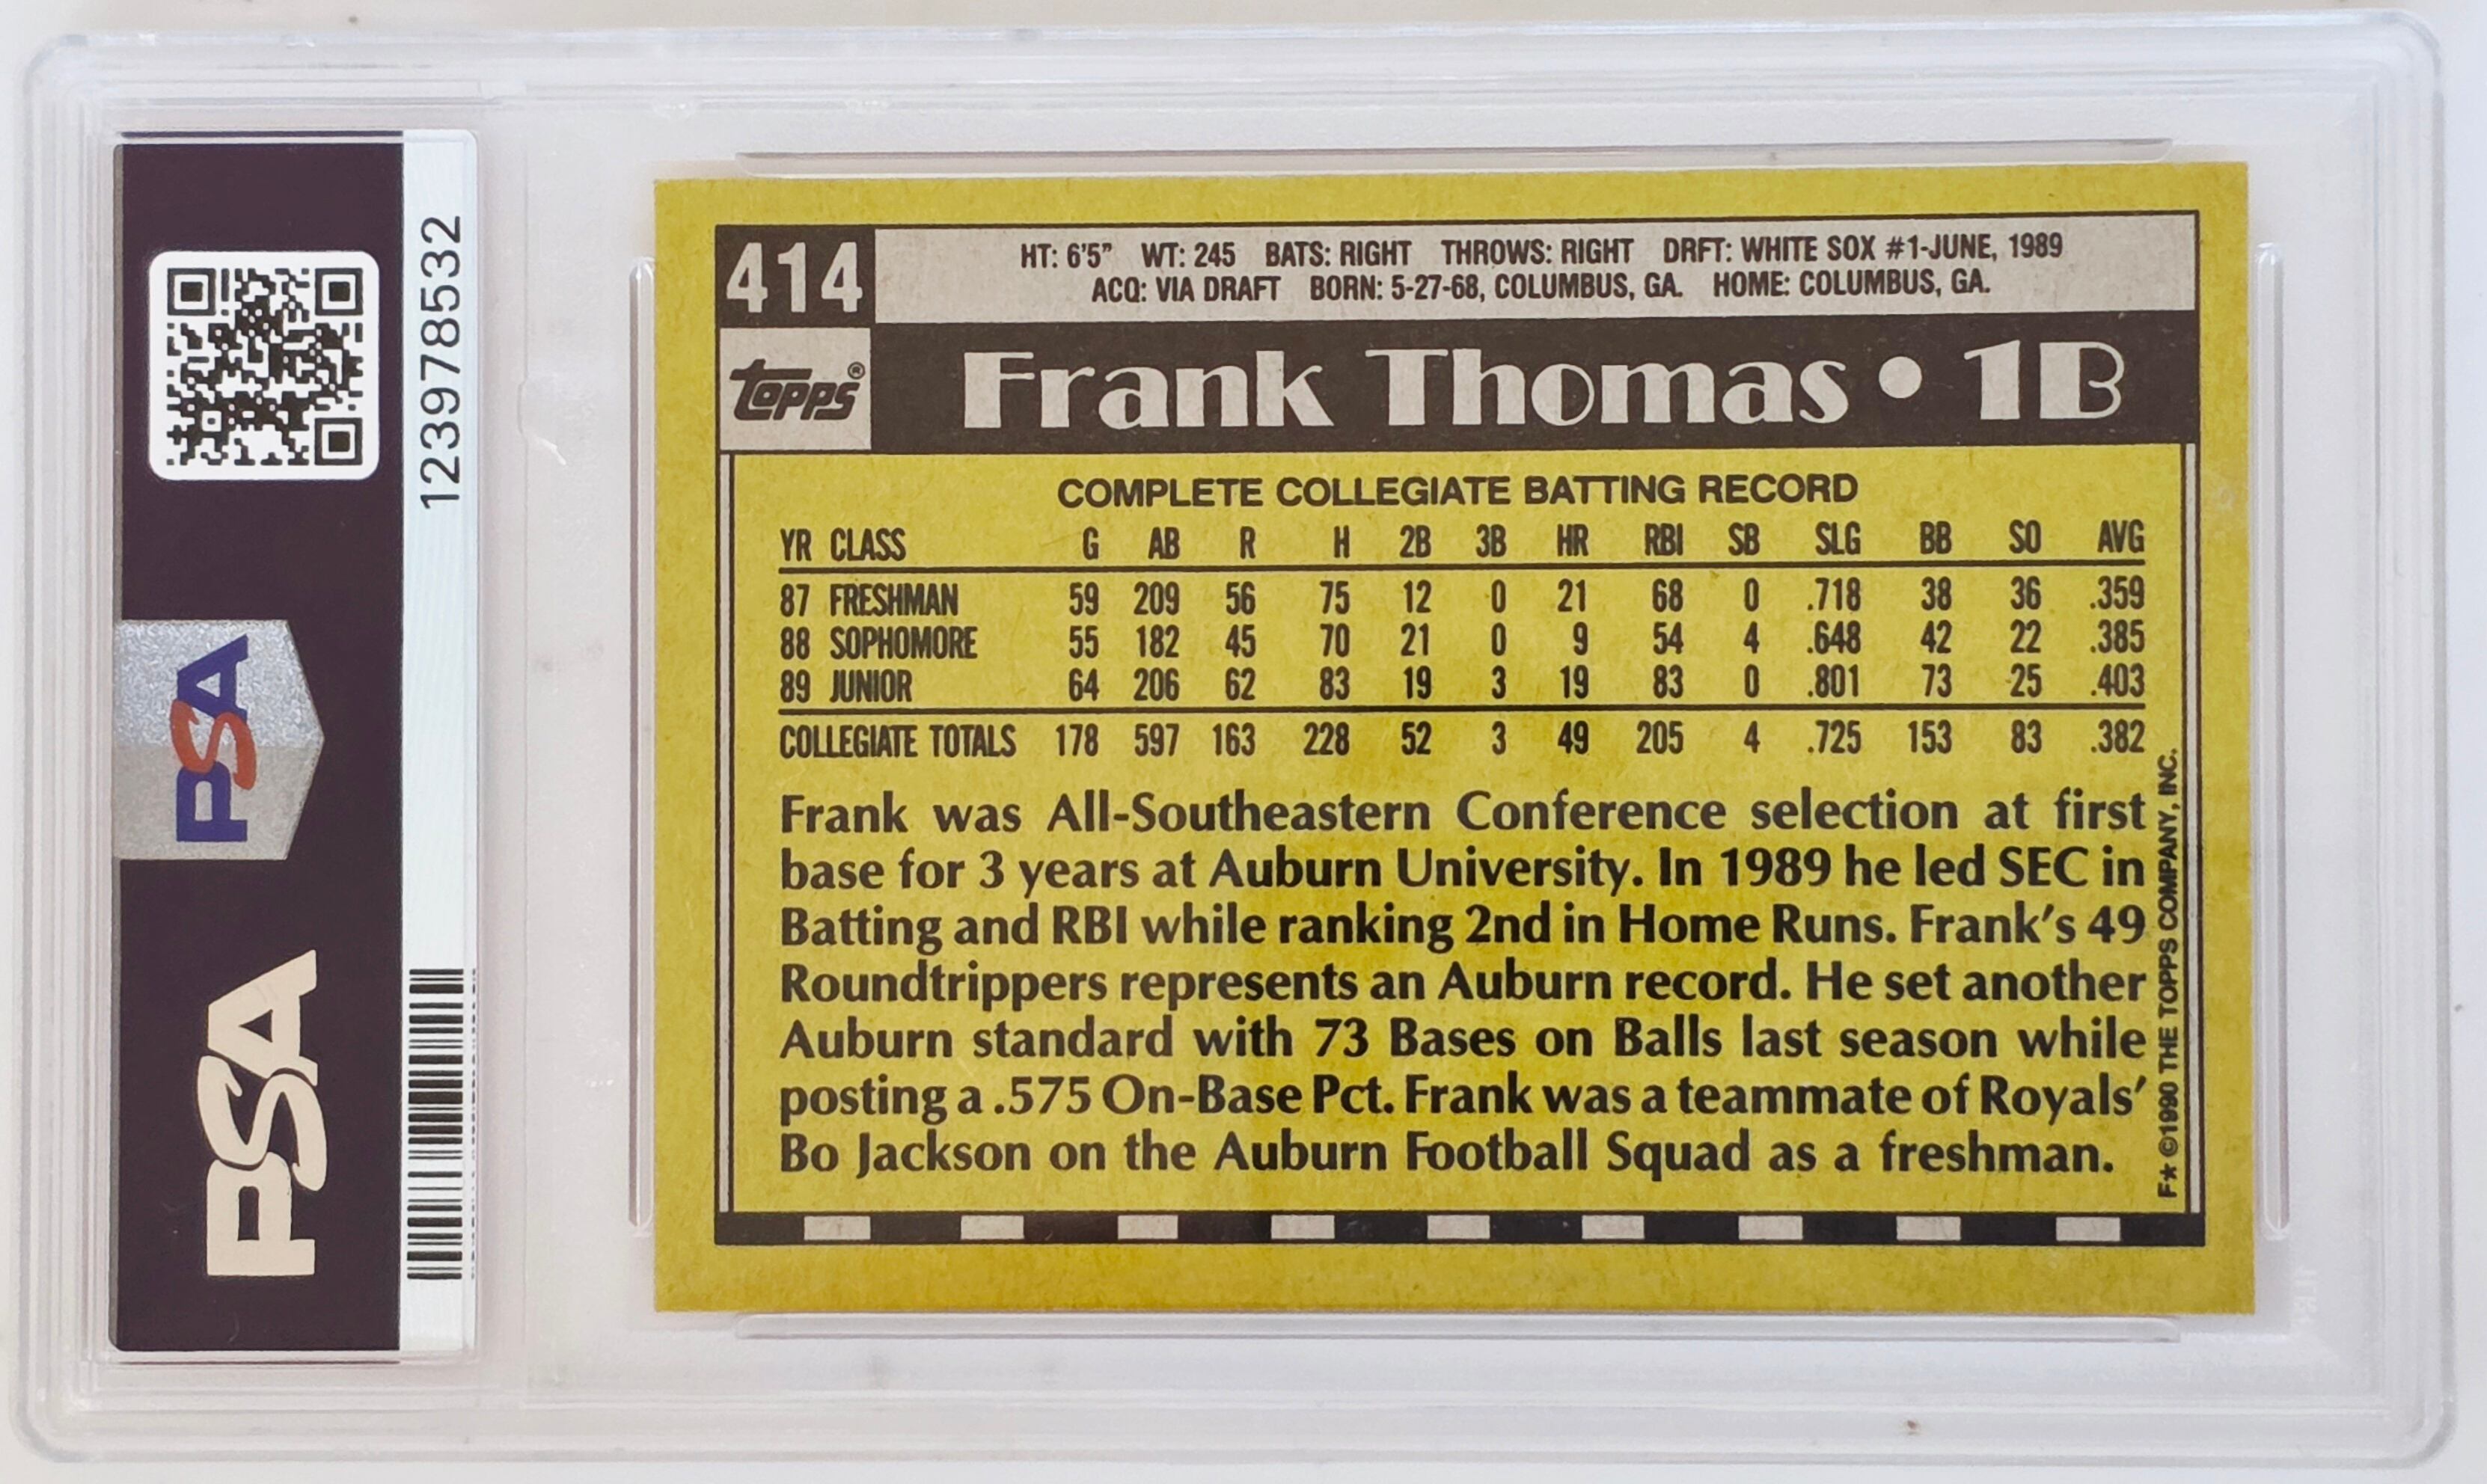 123978532
PSA
PSA
414
HT: 6'5" WT: 245 BATS: RIGHT THROWS: RIGHT DRFT: WHITE SOX #1-JUNE, 1989
ACQ: VIA DRAFT BORN: 5-27-68, COLUMBUS, GA. HOME: COLUMBUS, GA.
TOPPS®
Frank Thomas • 1B
COMPLETE COLLEGIATE BATTING RECORD
YR CLASS G AB R H 2B 3B HR RBI SB SLG BB SO AVG
87 FRESHMAN 59 209 56 75 12 0 21 68 0 .718 38 36 .359
88 SOPHOMORE 55 182 45 70 21 0 9 54 4 .648 42 22 .385
89 JUNIOR 64 206 62 83 19 3 19 83 0 .801 73 25 .403
COLLEGIATE TOTALS 178 597 163 228 52 3 49 205 4 .725 153 83 .382
Frank was All-Southeastern Conference selection at first
base for 3 years at Auburn University. In 1989 he led SEC in
Batting and RBI while ranking 2nd in Home Runs. Frank's 49
Roundtrippers represents an Auburn record. He set another
Auburn standard with 73 Bases on Balls last season while
posting a .575 On-Base Pct. Frank was a teammate of Royals'
Bo Jackson on the Auburn Football Squad as a freshman.
F★ ©1990 THE TOPPS COMPANY, INC.